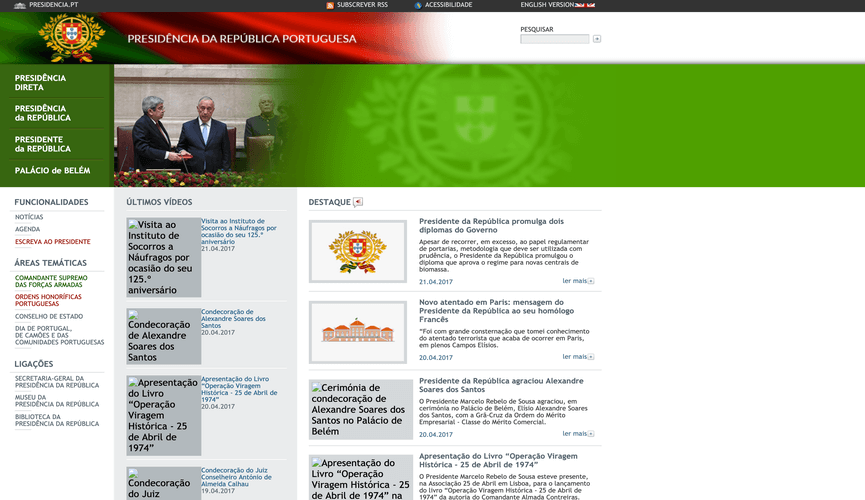 PRESIDENCIA.PT
SUBSCREVER RSS
ACESSIBILIDADE
ENGLISH VERSION
PRESIDÊNCIA DA REPÚBLICA PORTUGUESA
PESQUISAR
PRESIDÊNCIA
DIRETA
PRESIDÊNCIA
da REPÚBLICA
PRESIDENTE
da REPÚBLICA
PALÁCIO de BELÉM
FUNCIONALIDADES
NOTÍCIAS
AGENDA
ESCREVA AO PRESIDENTE
ÁREAS TEMÁTICAS
COMANDANTE SUPREMO
DAS FORÇAS ARMADAS
ORDENS HONORÍFICAS
PORTUGUESAS
CONSELHO DE ESTADO
DIA DE PORTUGAL,
DE CAMÕES E DAS
COMUNIDADES PORTUGUESAS
LIGAÇÕES
SECRETARIA-GERAL DA
PRESIDÊNCIA DA REPÚBLICA
MUSEU DA
PRESIDÊNCIA DA REPÚBLICA
BIBLIOTECA DA
PRESIDÊNCIA DA REPÚBLICA
ÚLTIMOS VÍDEOS
Visita ao
Instituto de
Socorros a
Náufragos por
ocasião do seu
125.º
aniversário
Visita ao Instituto de
Socorros a Náufragos por
ocasião do seu 125.º
aniversário
21.04.2017
Condecoração
de Alexandre
Soares dos
Santos
Condecoração de
Alexandre Soares dos
Santos
20.04.2017
Apresentação
do Livro
“Operação
Viragem
Histórica -
25 de Abril
de 1974”
Apresentação do Livro
“Operação Viragem
Histórica - 25 de Abril de
1974”
20.04.2017
Condecoração
do Juiz
Condecoração do Juiz
Conselheiro António de
Almeida Calhau
19.04.2017
DESTAQUE
Presidente da República promulga dois
diplomas do Governo
Apesar de recorrer, em excesso, ao papel regulamentar
de portarias, metodologia que deve ser utilizada com
prudência, o Presidente da República promulgou o
diploma que aprova o regime para novas centrais de
biomassa.
21.04.2017
ler mais
Novo atentado em Paris: mensagem do
Presidente da República ao seu homólogo
Francês
“Foi com grande consternação que tomei conhecimento
do atentado terrorista que acaba de ocorrer em Paris,
em plenos Campos Elísios.
20.04.2017
ler mais
Cerimónia de
condecoração de
Alexandre Soares dos
Santos no Palácio de
Belém
Presidente da República agraciou Alexandre
Soares dos Santos
O Presidente Marcelo Rebelo de Sousa agraciou, em
cerimónia no Palácio de Belém, Elísio Alexandre Soares
dos Santos, com a Grã-Cruz da Ordem do Mérito
Empresarial - Classe do Mérito Comercial.
20.04.2017
ler mais
Apresentação do
Livro “Operação
Viragem Histórica -
25 de Abril de
1974” na
Apresentação do Livro “Operação Viragem
Histórica - 25 de Abril de 1974”
O Presidente Marcelo Rebelo de Sousa esteve presente,
na Associação 25 de Abril em Lisboa, para o lançamento
do livro “Operação Viragem Histórica - 25 de Abril de
1974” da autoria do Comandante Almada Contreiras.